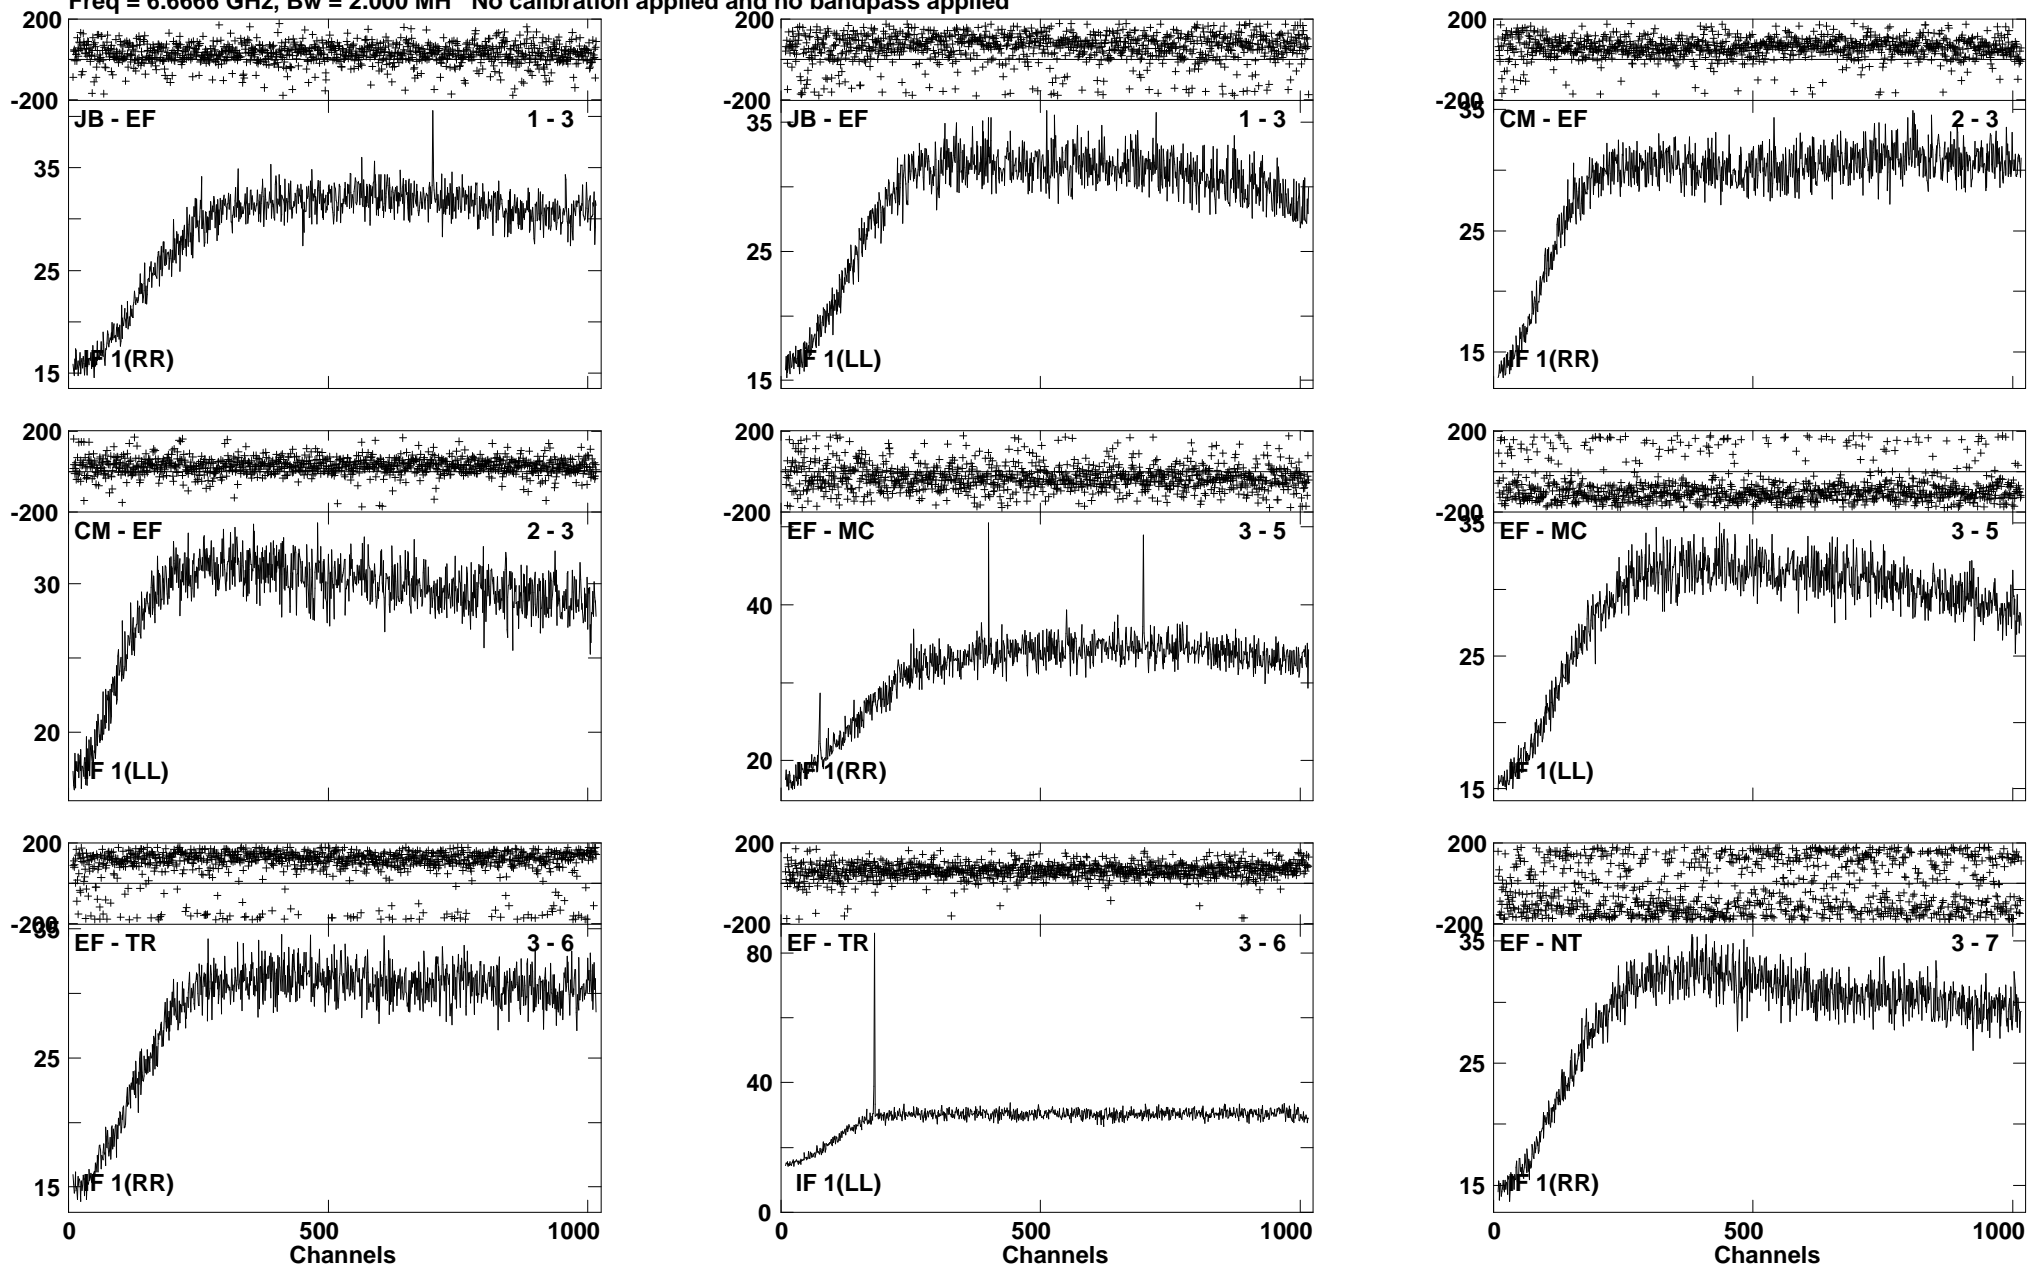 Freq = 6.6666 GHz, Bw = 2.000 MH No calibration applied and no bandpass applied
200
-200
JB - EF 1 - 3
35
25
15
IF 1(RR)
200
-200
JB - EF 1 - 3
35
25
15
IF 1(LL)
200
-200
35
CM - EF 2 - 3
25
15
IF 1(RR)
200
-200
CM - EF 2 - 3
30
20
IF 1(LL)
200
-200
EF - MC 3 - 5
40
20
IF 1(RR)
200
-200
35
EF - MC 3 - 5
25
15
IF 1(LL)
200
-200
35
EF - TR 3 - 6
25
15
IF 1(RR)
0 500 1000
Channels
200
-200
EF - TR 3 - 6
80
40
0
IF 1(LL)
0 500 1000
Channels
200
-200
35
EF - NT 3 - 7
25
15
IF 1(RR)
0 500 1000
Channels